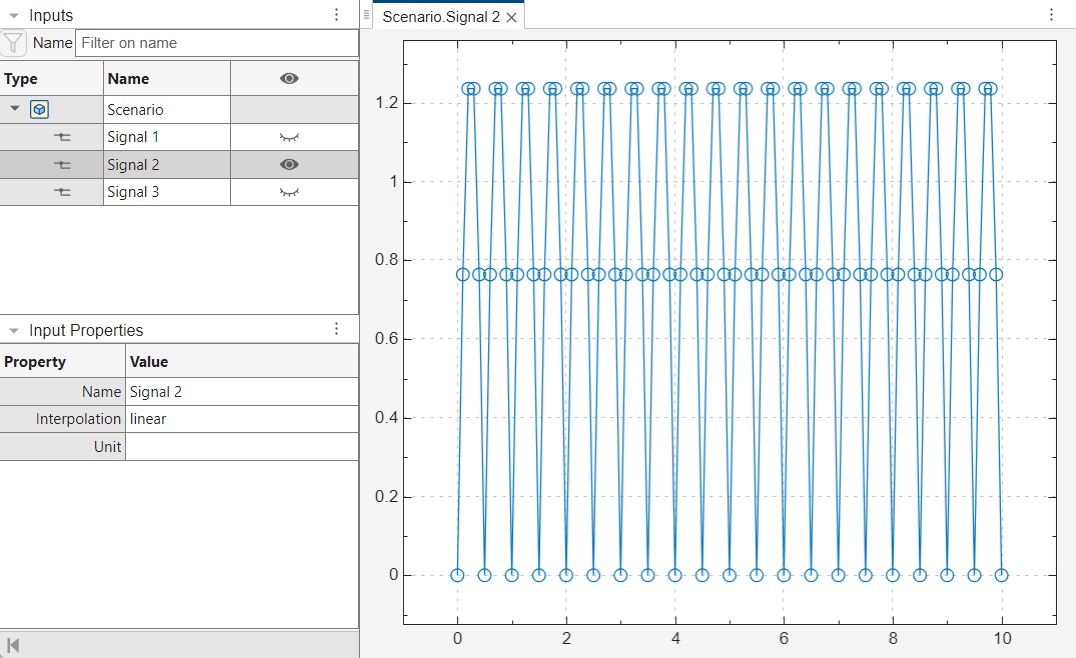 Inputs
Name Filter on name
Type Name
Scenario
Signal 1
Signal 2
Signal 3
Input Properties
Property Value
Name Signal 2
Interpolation linear
Unit
Scenario.Signal 2
1.2
1
0.8
0.6
0.4
0.2
0
0 2 4 6 8 10